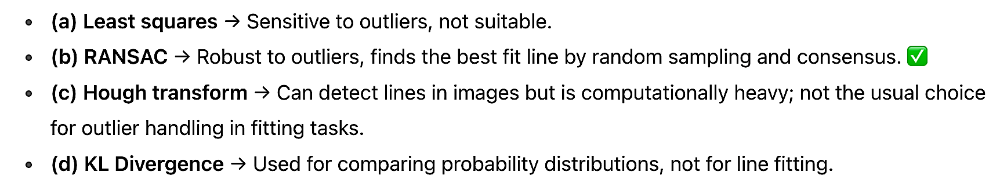 • (a) Least squares → Sensitive to outliers, not suitable.
• (b) RANSAC → Robust to outliers, finds the best fit line by random sampling and consensus. ✅
• (c) Hough transform → Can detect lines in images but is computationally heavy; not the usual choice
for outlier handling in fitting tasks.
• (d) KL Divergence → Used for comparing probability distributions, not for line fitting.